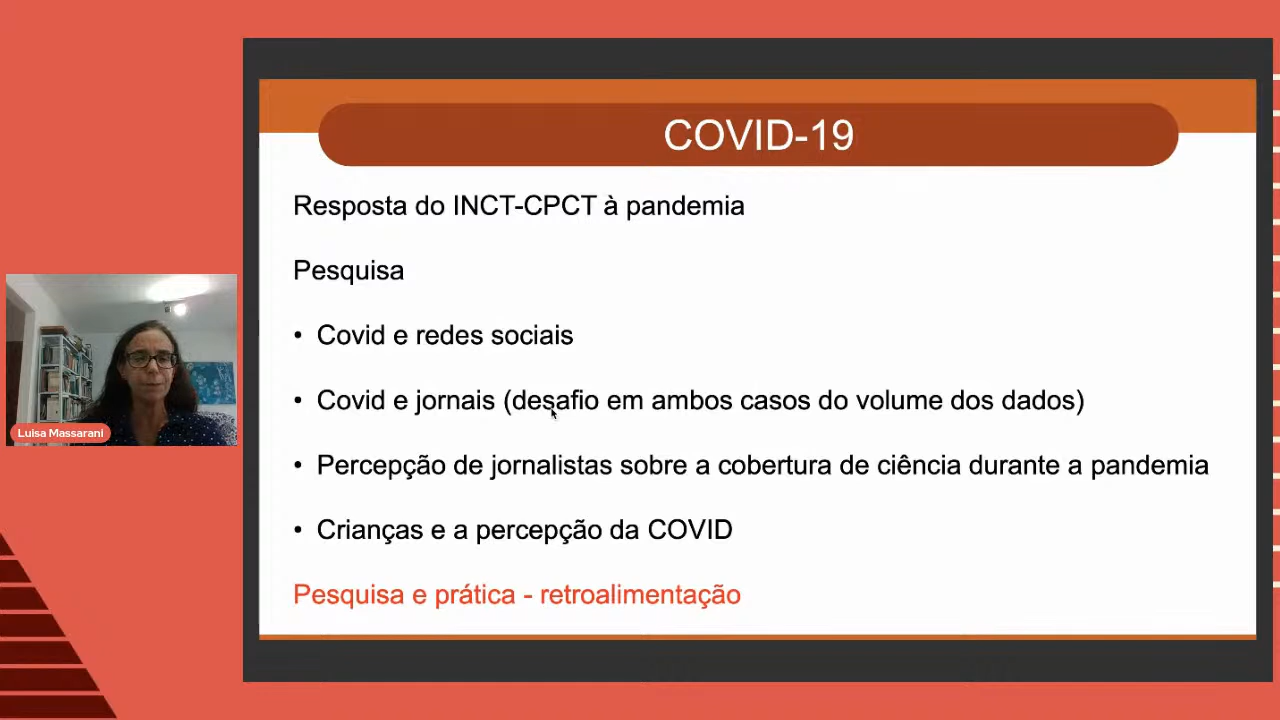 COVID-19
Resposta do INCT-CPCT à pandemia
Pesquisa
• Covid e redes sociais
• Covid e jornais (desafio em ambos casos do volume dos dados)
• Percepção de jornalistas sobre a cobertura de ciência durante a pandemia
• Crianças e a percepção da COVID
Pesquisa e prática - retroalimentação
Luisa Massarani